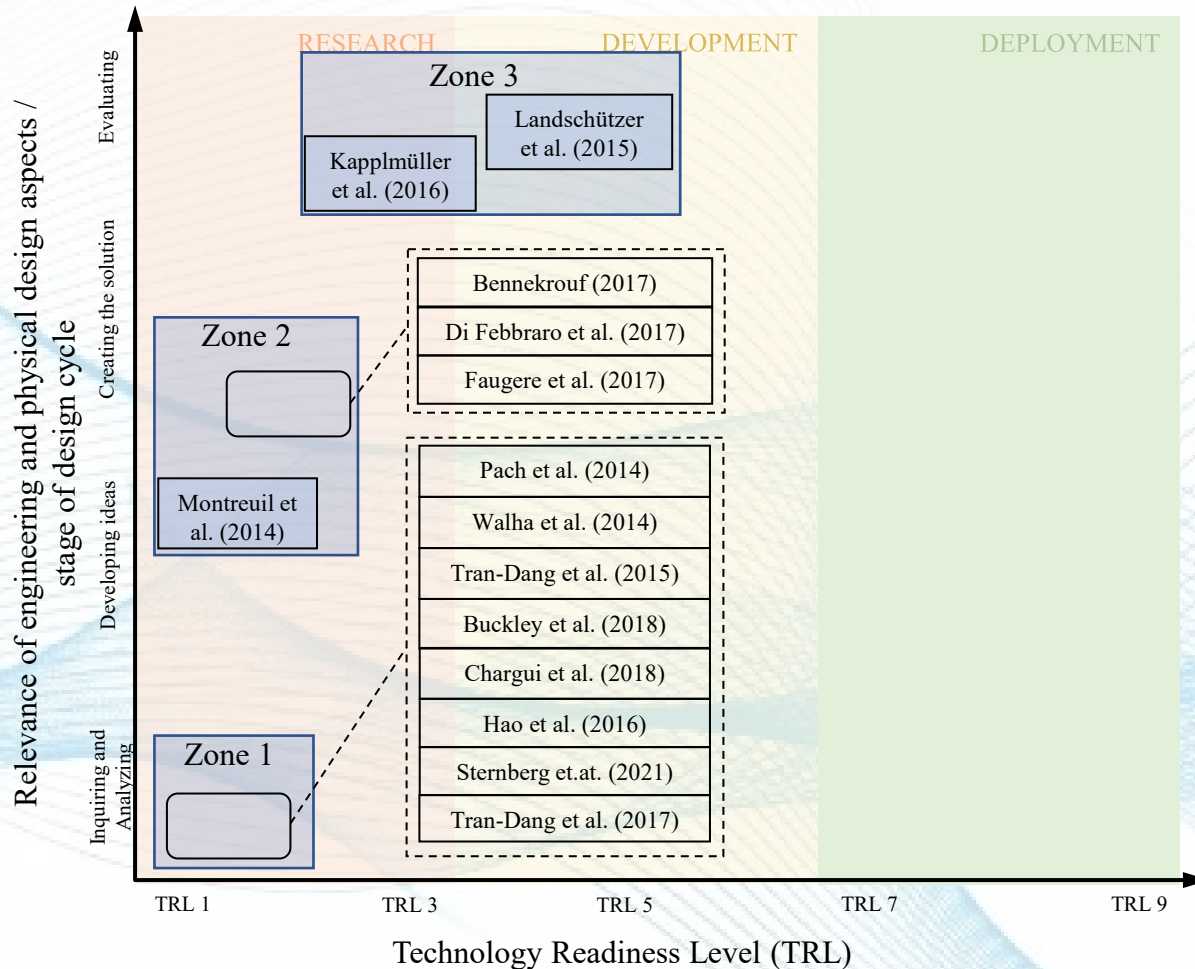 RESEARCH
DEVELOPMENT
DEPLOYMENT
Relevance of engineering and physical design aspects /
stage of design cycle
Evaluating
Creating the solution
Developing ideas
Inquiring and
Analyzing
Zone 3
Landschützer
et al. (2015)
Kapplmüller
et al. (2016)
Zone 2
Montreuil et
al. (2014)
Bennekrouf (2017)
Di Febbraro et al. (2017)
Faugere et al. (2017)
Pach et al. (2014)
Walha et al. (2014)
Tran-Dang et al. (2015)
Buckley et al. (2018)
Chargui et al. (2018)
Hao et al. (2016)
Sternberg et.at. (2021)
Tran-Dang et al. (2017)
Zone 1
TRL 1
TRL 3
TRL 5
TRL 7
TRL 9
Technology Readiness Level (TRL)